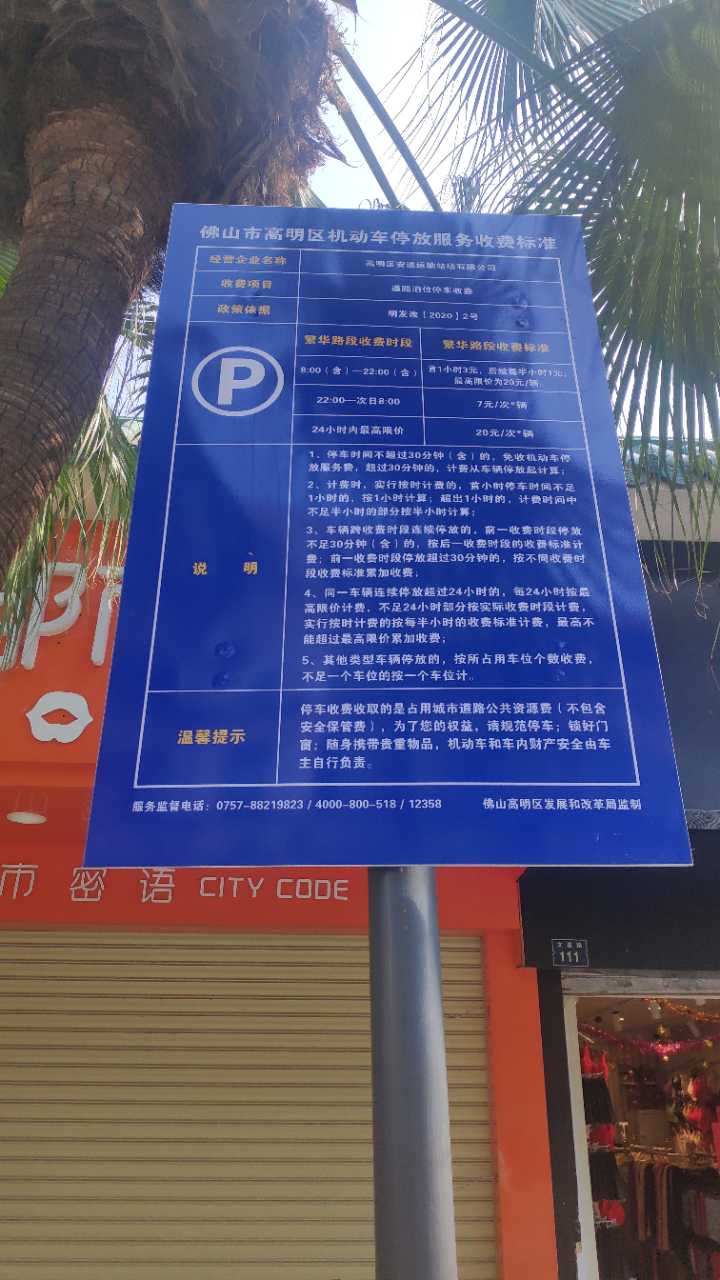 佛山市高明区机动车停放服务收费标准
经营企业名称 高明区安通运输站场有限公司
收费项目 道路泊位停车收费
政策依据 明发改【2020】2号
P
繁华路段收费时段 繁华路段收费标准
8:00（含）—22:00（含） 首1小时3元，后续每半小时1元，
最高限价为20元/辆
22:00—次日8:00 7元/次*辆
24小时内最高限价 20元/次*辆
说 明
1、停车时间不超过30分钟（含）的，免收机动车停
放服务费，超过30分钟的，计费从车辆停放起计算；
2、计费时，实行按时计费的，首小时停车时间不足
1小时的，按1小时计算；超出1小时的，计费时间中
不足半小时的部分按半小时计算；
3、车辆跨收费时段连续停放的，前一收费时段停放
不足30分钟（含）的，按后一收费时段的收费标准计
费；前一收费时段停放超过30分钟的，按不同收费时
段收费标准累加收费；
4、同一车辆连续停放超过24小时的，每24小时按最
高限价计费，不足24小时部分按实际收费时段计费，
实行按时计费的按每半小时的收费标准计费，最高不
能超过最高限价累加收费；
5、其他类型车辆停放的，按所占用车位个数收费，
不足一个车位的按一个车位计。
温馨提示
停车收费收取的是占用城市道路公共资源费（不包含
安全保管费），为了您的权益，请规范停车；锁好门
窗；随身携带贵重物品，机动车和车内财产安全由车
主自行负责。
服务监督电话：0757-88219823 / 4000-800-518 / 12358 佛山高明区发展和改革局监制
市密语 CITY CODE
111